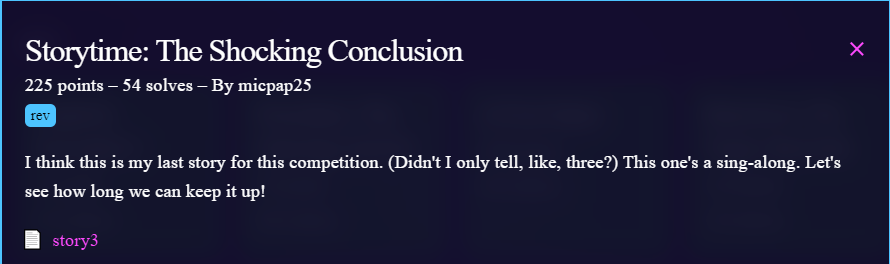 Storytime: The Shocking Conclusion
225 points – 54 solves – By micpap25
rev
I think this is my last story for this competition. (Didn't I only tell, like, three?) This one's a sing-along. Let's
see how long we can keep it up!
story3